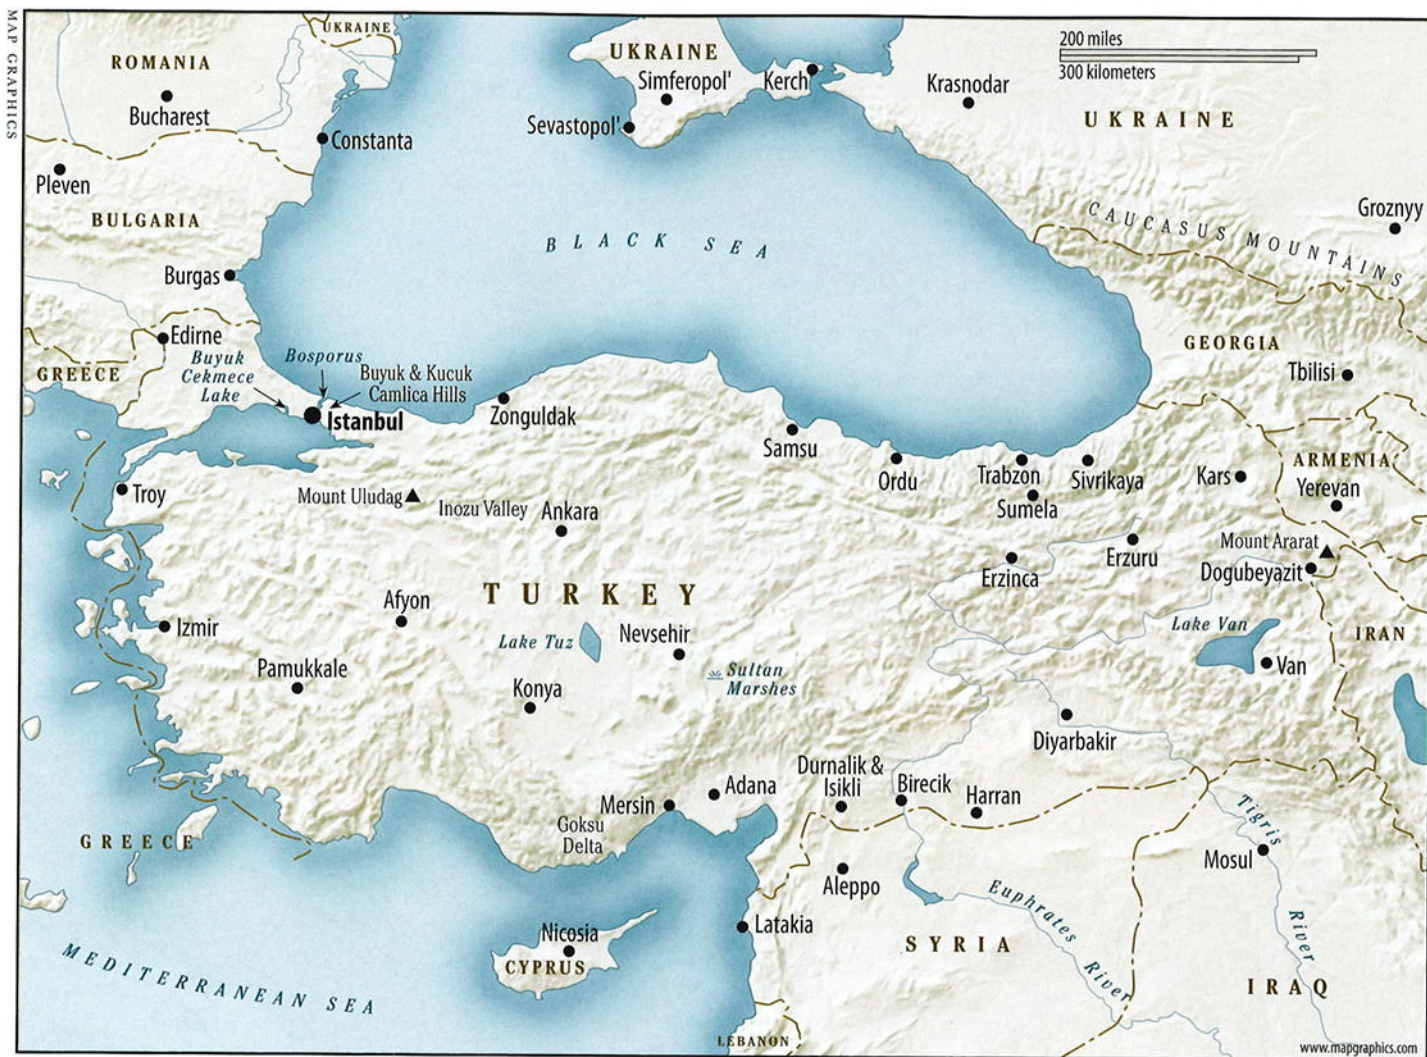 MAP GRAPHICS
UKRAINE
ROMANIA
Bucharest
Constanta
Pleven
BULGARIA
Burgas
UKRAINE
Simferopol'
Kerch
Sevastopol'
200 miles
300 kilometers
Krasnodar
UKRAINE
Groznyy
CAUCASUS MOUNTAINS
BLACK SEA
Edirne
GREECE
Buyuk
Cekmece
Lake
Bosporus
Buyuk & Kucuk
Camlica Hills
Istanbul
Zonguldak
GEORGIA
Tbilisi
Samsu
Ordu
Trabzon
Sivrikaya
Sumela
Kars
ARMENIA
Yerevan
Troy
Mount Uludag
Inozu Valley
Ankara
Erzinca
Erzuru
Mount Ararat
Dogubeyazit
TURKEY
Afyon
Izmir
Lake Tuz
Nevsehir
Lake Van
IRAN
Van
Pamukkale
Konya
Sultan
Marshes
Diyarbakir
Durnalik &
Isikli
Birecik
Harran
Adana
Mersin
Goksu
Delta
GREECE
Tigris
River
Mosul
Aleppo
Euphrates
River
Latakia
Nicosia
CYPRUS
SYRIA
IRAQ
MEDITERRANEAN SEA
LEBANON
www.mapgraphics.com